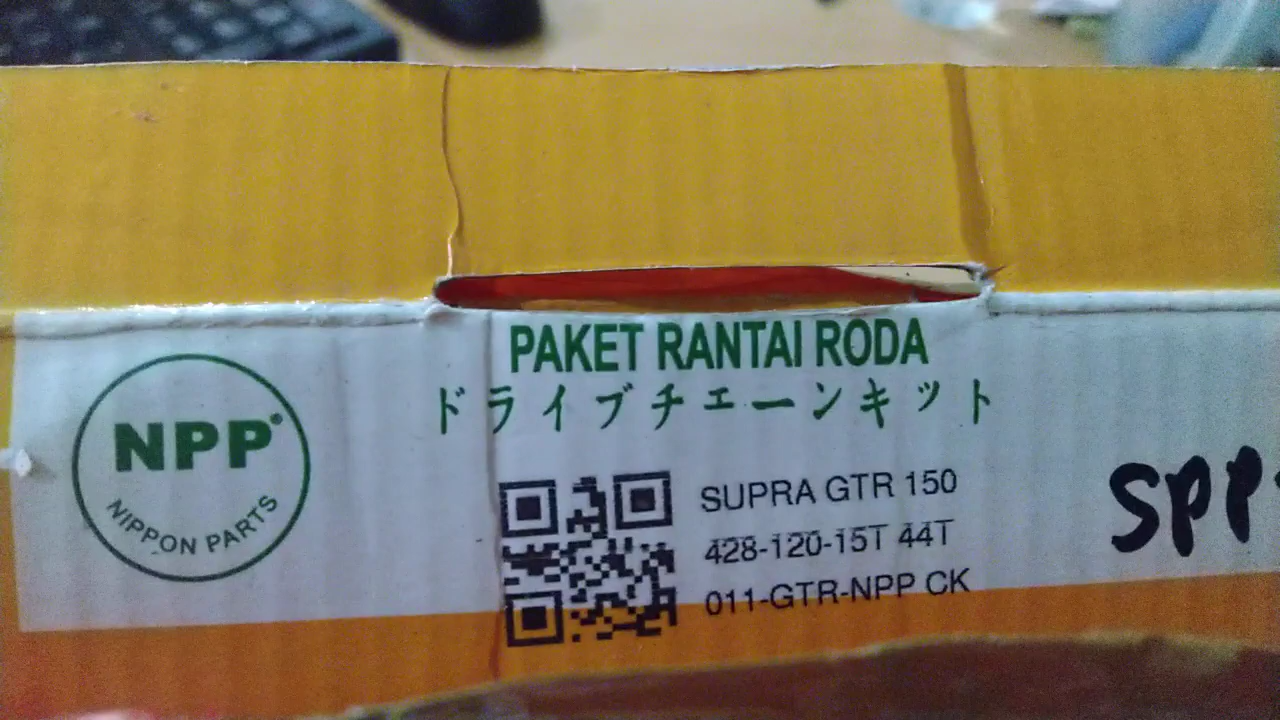 PAKET RANTAI RODA
ドライブチェーンキット
NPP®
NIPPON PARTS
SUPRA GTR 150
428-120-15T 44T
011-GTR-NPP CK
SPP